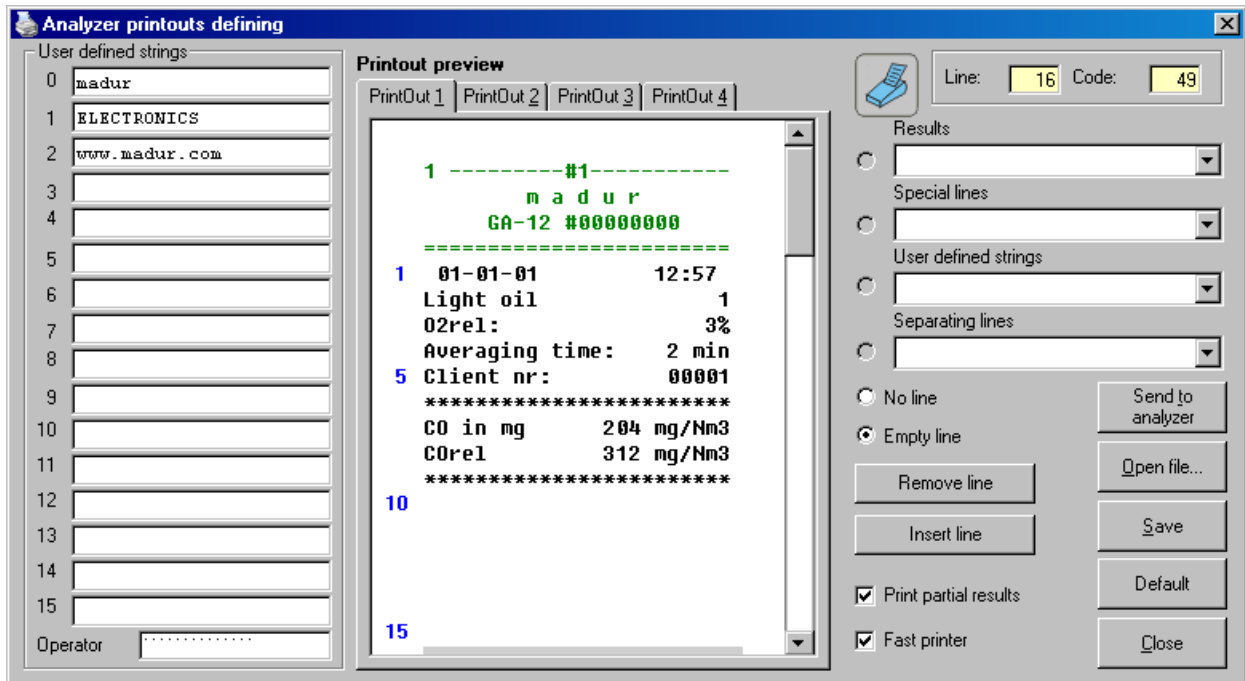 Analyzer printouts defining
User defined strings
0 madur
1 ELECTRONICS
2 www.madur.com
3
4
5
6
7
8
9
10
11
12
13
14
15
Operator ..............
Printout preview
PrintOut 1 PrintOut 2 PrintOut 3 PrintOut 4
1 ---------#1-----------
m a d u r
GA-12 #00000000
========================
1 01-01-01 12:57
Light oil 1
O2rel: 3%
Averaging time: 2 min
5 Client nr: 00001
************************
CO in mg 204 mg/Nm3
COrel 312 mg/Nm3
************************
10
15
Line: 16 Code: 49
Results
Special lines
User defined strings
Separating lines
No line
Empty line
Remove line
Insert line
Print partial results
Fast printer
Send to analyzer
Open file...
Save
Default
Close